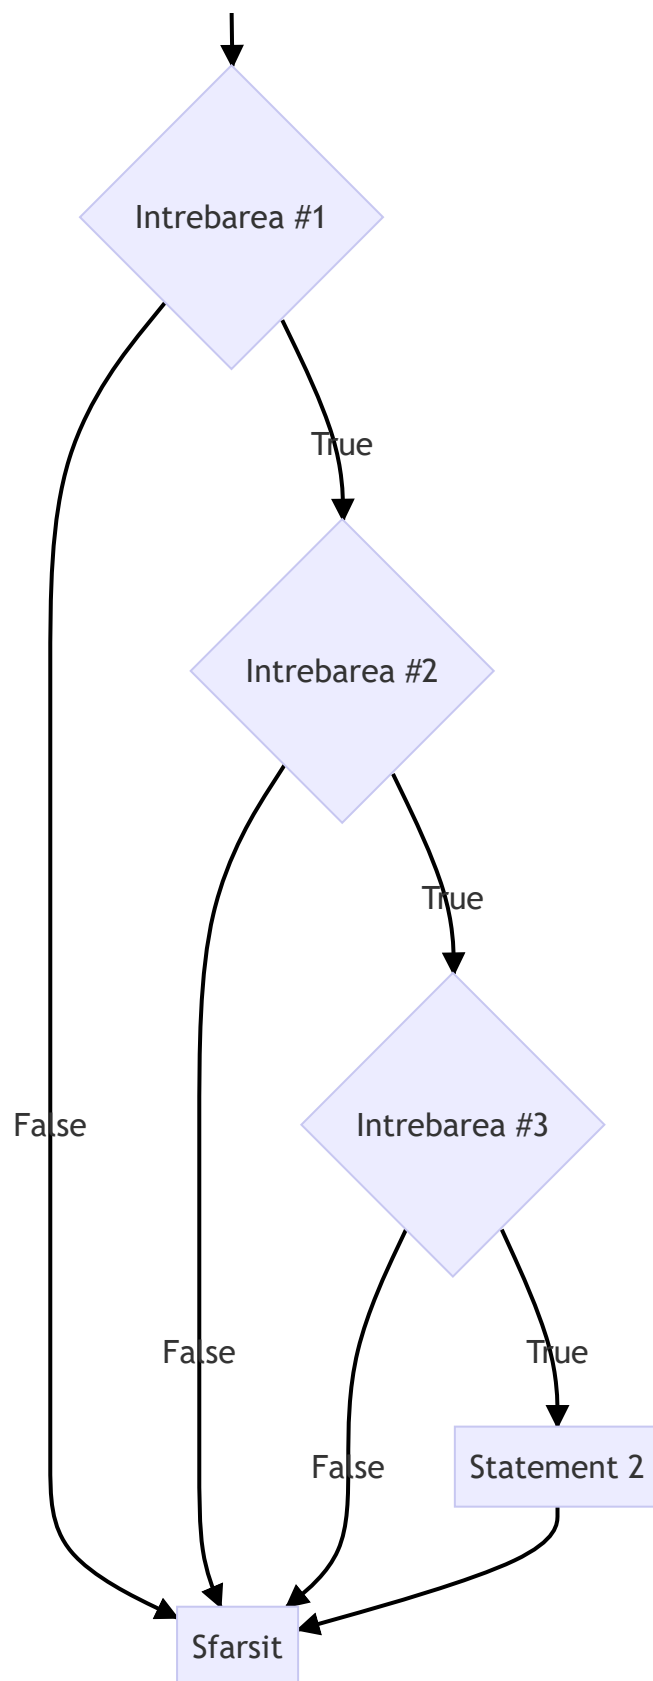 Intrebarea #1
True
Intrebarea #2
True
Intrebarea #3
False
False
True
False
Statement 2
Sfarsit